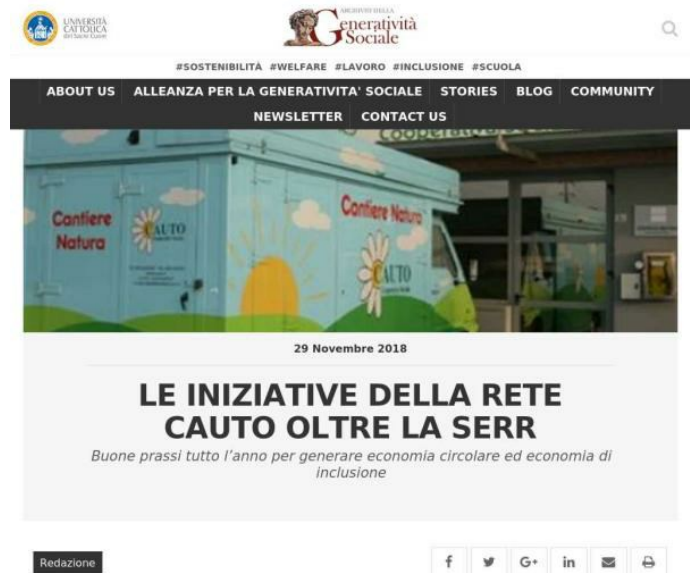 UNIVERSITÀ
CATTOLICA
del Sacro Cuore
ARCHIVIO DELLA
Generatività
Sociale
#SOSTENIBILITÀ #WELFARE #LAVORO #INCLUSIONE #SCUOLA
ABOUT US ALLEANZA PER LA GENERATIVITA' SOCIALE STORIES BLOG COMMUNITY
NEWSLETTER CONTACT US
Cooperativa
Cantiere
Natura
CAUTO
Cantiere Natura
CAUTO
29 Novembre 2018
LE INIZIATIVE DELLA RETE
CAUTO OLTRE LA SERR
Buone prassi tutto l'anno per generare economia circolare ed economia di
inclusione
Redazione
f G+ in